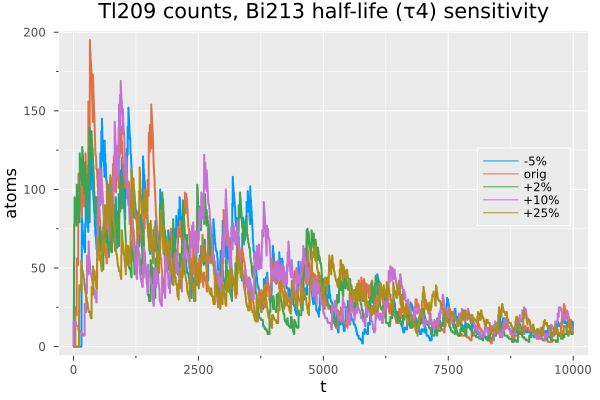 Tl209 counts, Bi213 half-life (τ4) sensitivity
200
150
100
50
0
atoms
-5%
orig
+2%
+10%
+25%
0 2500 5000 7500 10000
t